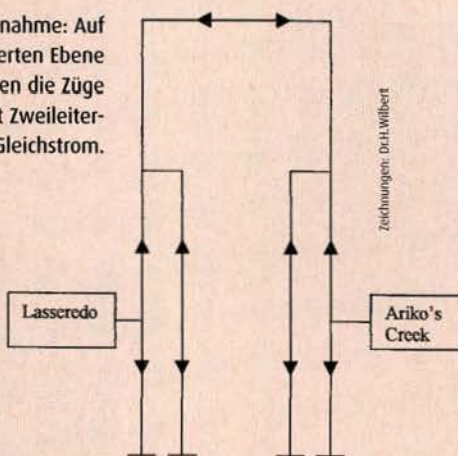 nahme: Auf
erten Ebene
en die Züge
t Zweileiter-
Gleichstrom.
Zeichnungen: Dr.H.Wilbert
Lasseredo
Ariko's
Creek